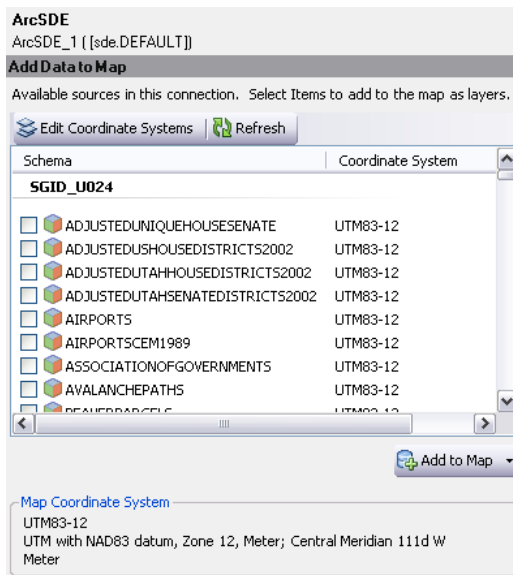 ArcSDE
ArcSDE_1 ( [sde.DEFAULT])
Add Data to Map
Available sources in this connection. Select Items to add to the map as layers.
Edit Coordinate Systems Refresh
Schema Coordinate System
SGID_U024
ADJUSTEDUNIQUEHOUSESENATE UTM83-12
ADJUSTEDUSHOUSEDISTRICTS2002 UTM83-12
ADJUSTEDUTAHHOUSEDISTRICTS2002 UTM83-12
ADJUSTEDUTAHSENATEDISTRICTS2002 UTM83-12
AIRPORTS UTM83-12
AIRPORTSCEM1989 UTM83-12
ASSOCIATIONOFGOVERNMENTS UTM83-12
AVALANCHEPATHS UTM83-12
BEAVERPARCELS UTM83-12
Add to Map
Map Coordinate System
UTM83-12
UTM with NAD83 datum, Zone 12, Meter; Central Meridian 111d W
Meter